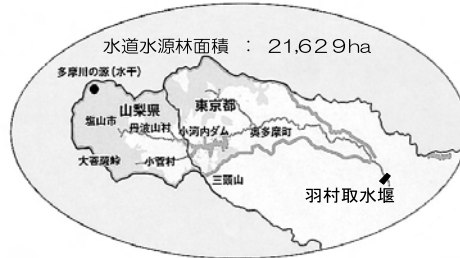 水道水源林面積 : 21,629ha
多摩川の源(水干)
山梨県
東京都
塩山市
丹波山村
小河内ダム
奥多摩町
大菩薩峠
小菅村
三頭山
羽村取水堰